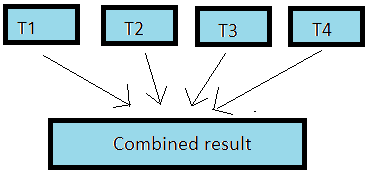 T1 T2 T3 T4
Combined result